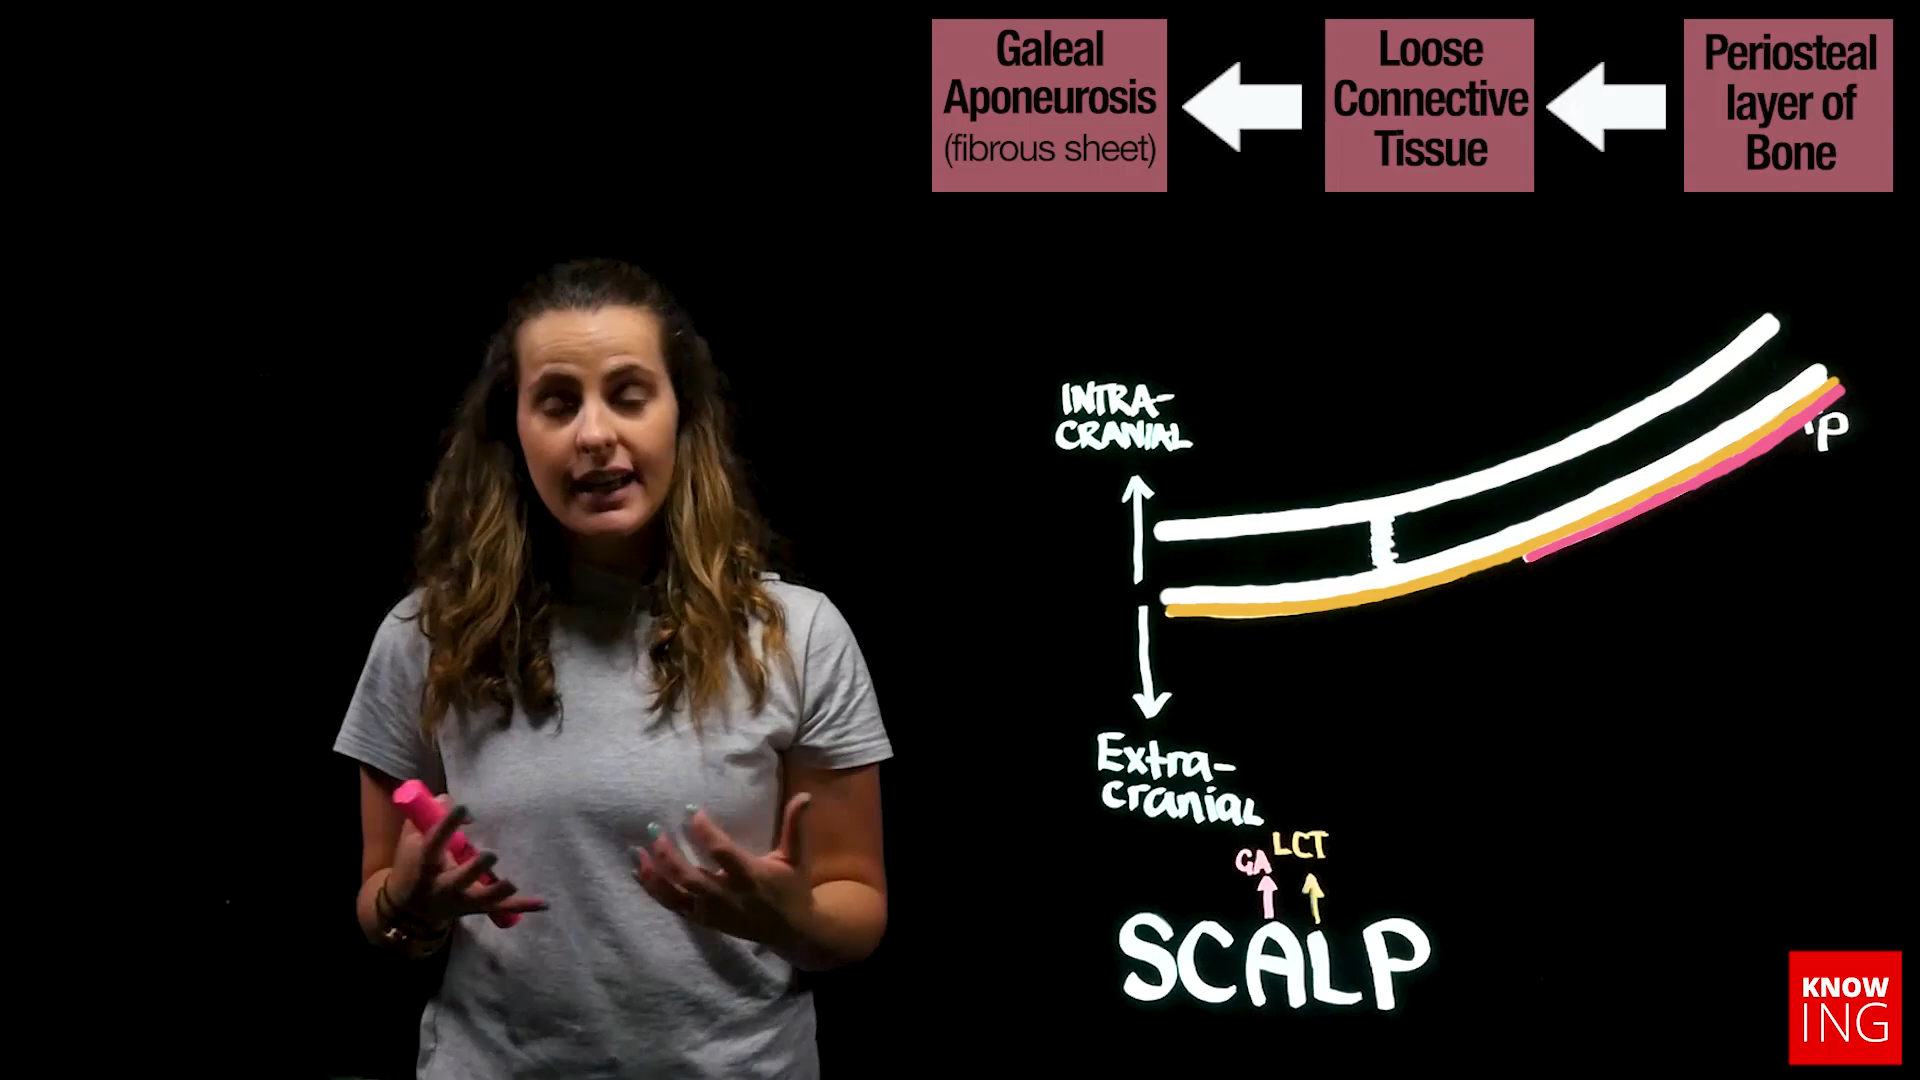 Galeal
Aponeurosis
(fibrous sheet)
Loose
Connective
Tissue
Periosteal
layer of
Bone
INTRA-
CRANIAL
P
Extra-
cranial
GA
LCT
SCALP
KNOW
ING